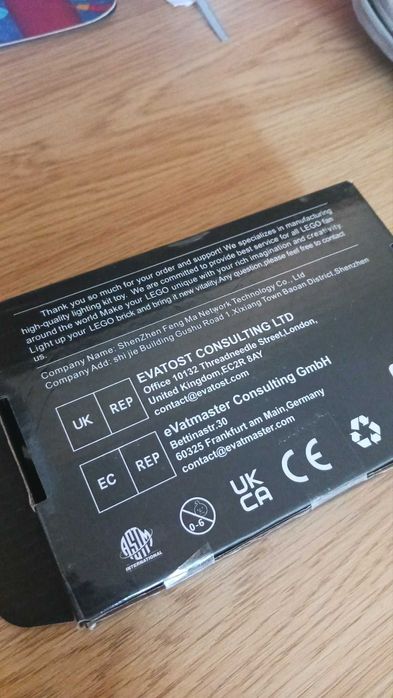 Thank you so much for your order and support! We specializes in manufacturing
high-quality lighting kit toy. We are committed to provide best service for all LEGO fan
around the world Make your LEGO unique with your rich imagination and creativity.
Light up your LEGO brick and bring it new vitality.Any question,please feel free to contact
us.
Company Name: ShenZhen Feng Ma Network Technology Co., Ltd
Company Add: shi jie Building Gushu Road 1.Xixiang Town Baoan District,Shenzhen
UK REP
EVATOST CONSULTING LTD
Office 10132 Threadneedle Street,London,
United Kingdom.EC2R 8AY
contact@evatost.com
EC REP
eVatmaster Consulting GmbH
Bettinastr.30
60325 Frankfurt am Main,Germany
contact@evatmaster.com
ASTM
INTERNATIONAL
0-6
UK
CA
CE